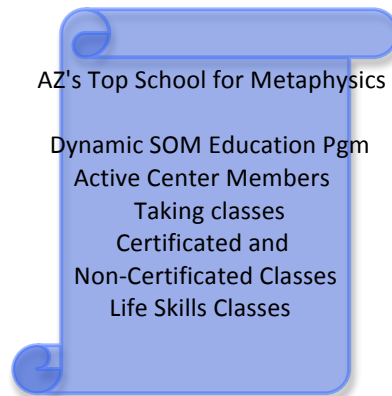 AZ's Top School for Metaphysics
Dynamic SOM Education Pgm
Active Center Members
Taking classes
Certificated and
Non-Certificated Classes
Life Skills Classes